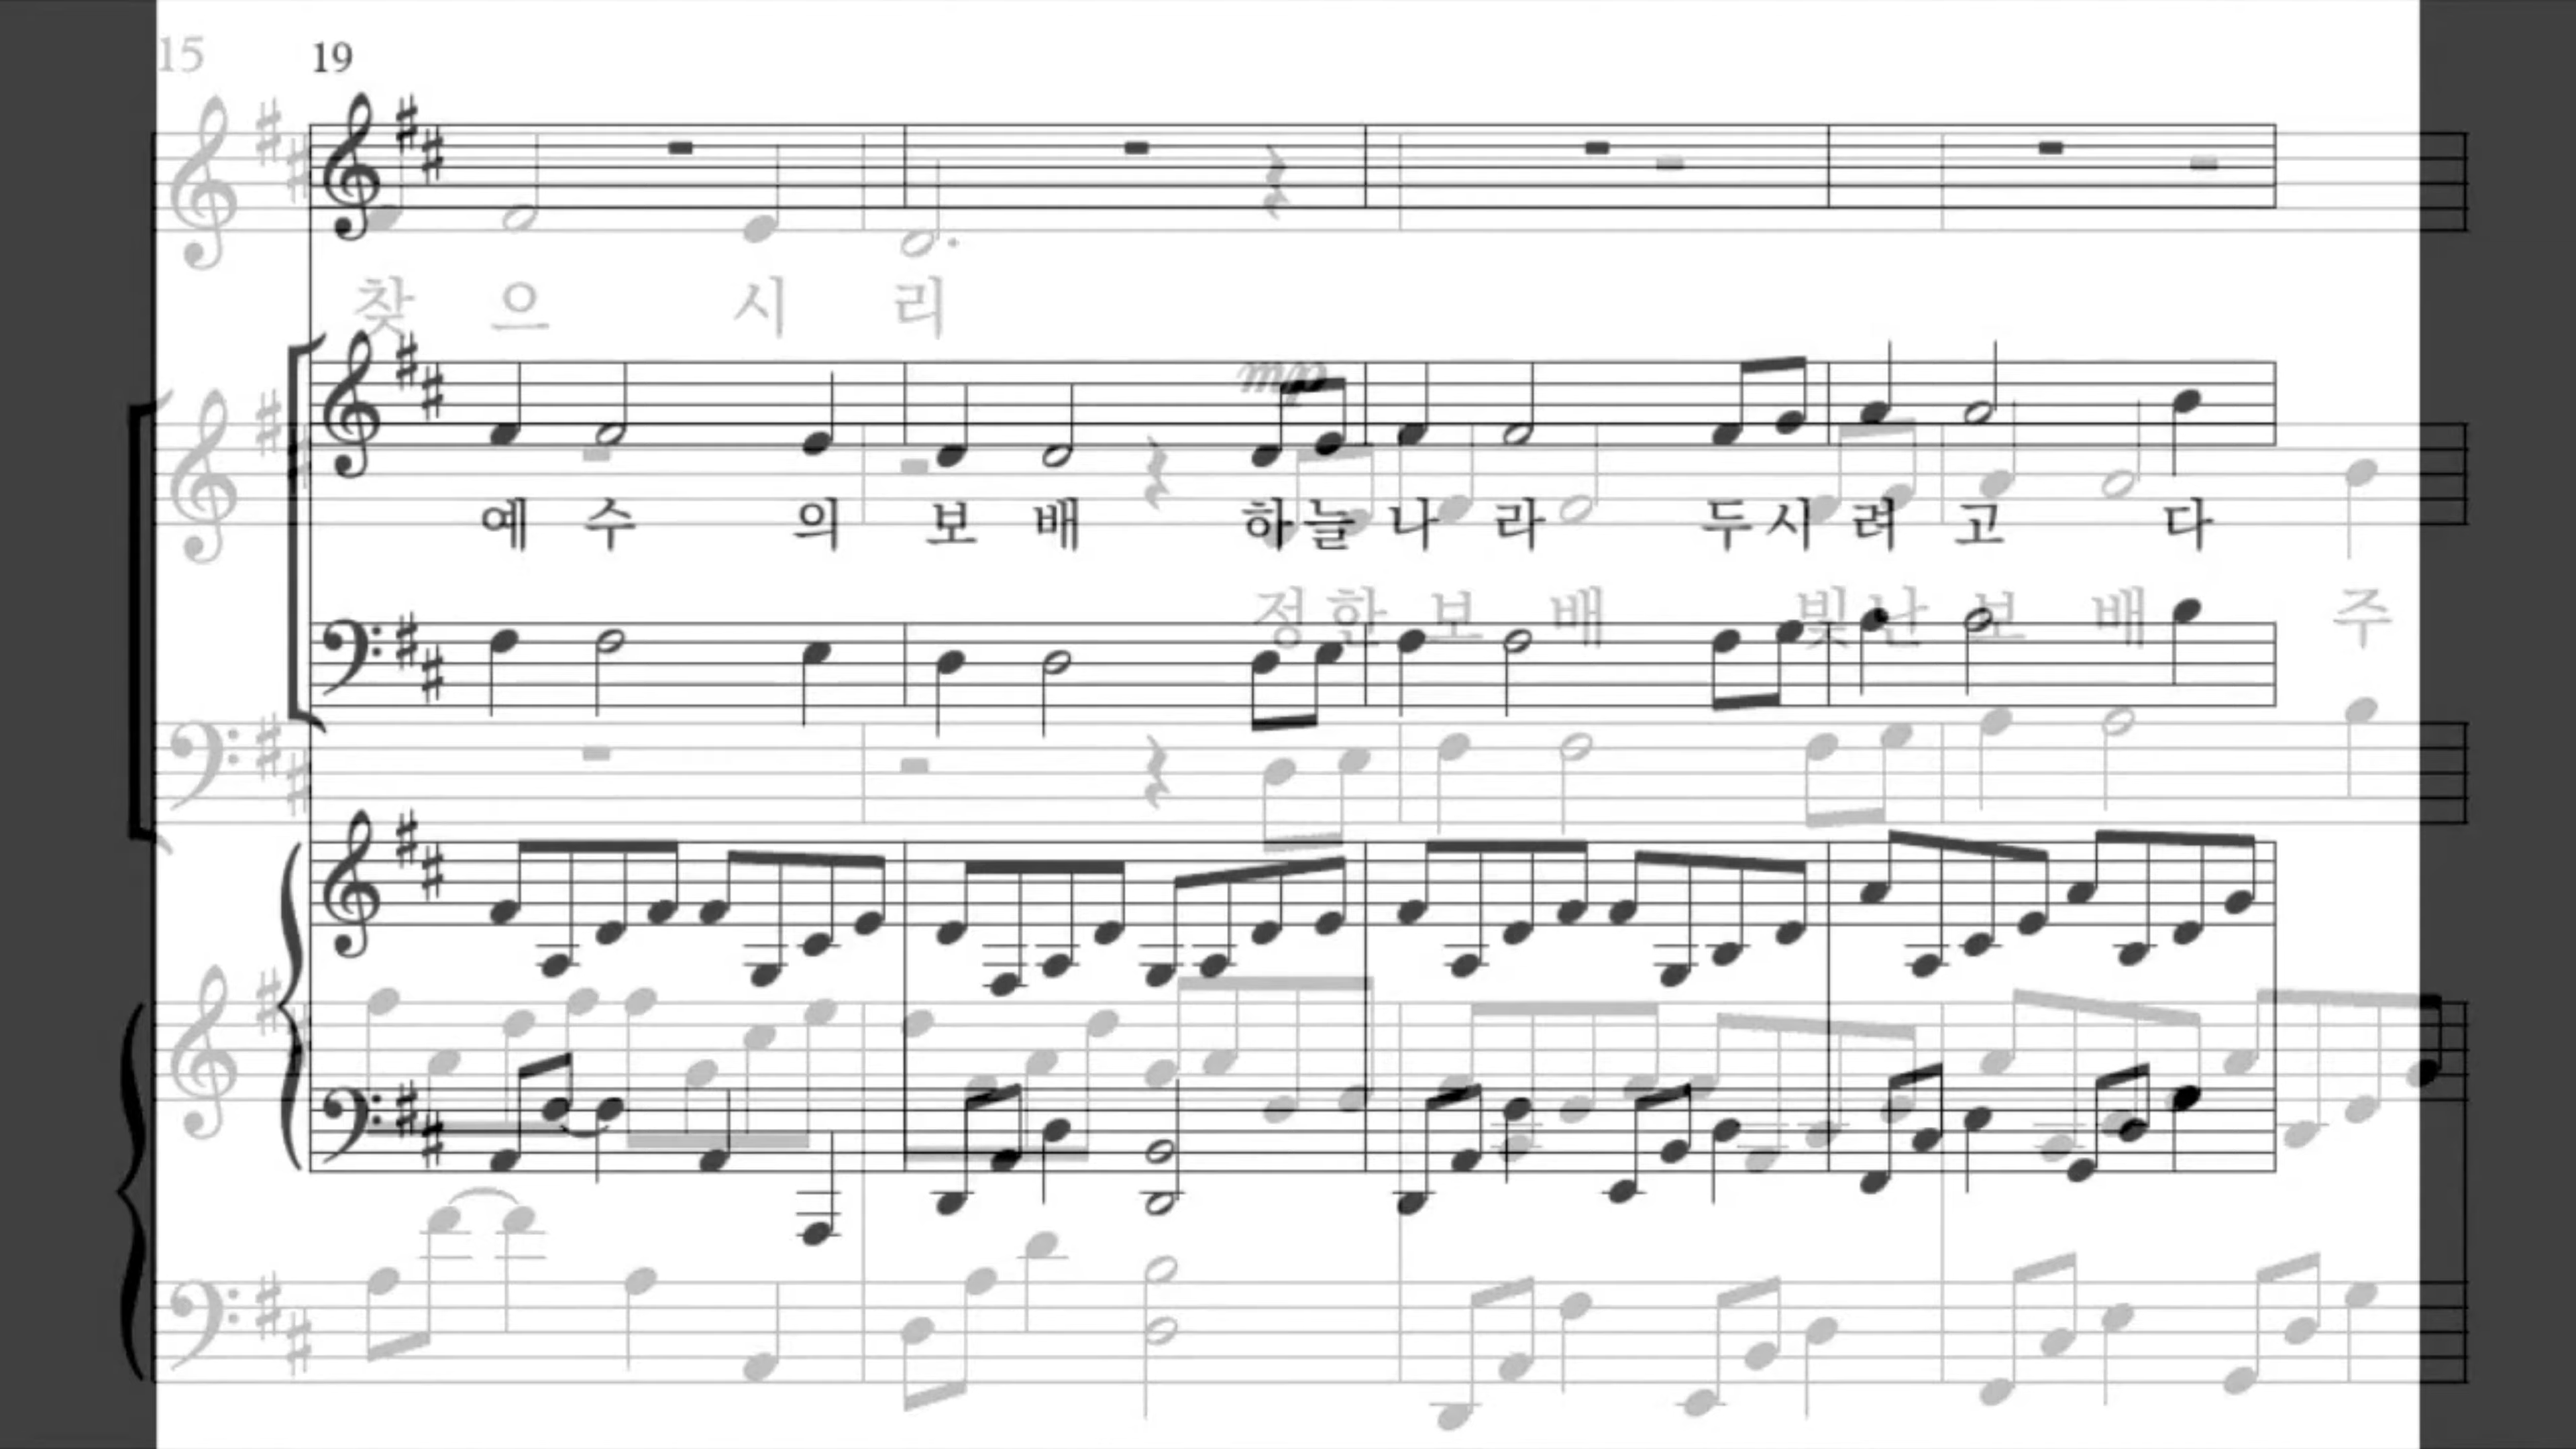 15 19
찾 으 시 리
mp
예 수 의 보 배 하 늘 나 라 두 시 려 고 다
정 한 보 배 빛 난 보 배 주